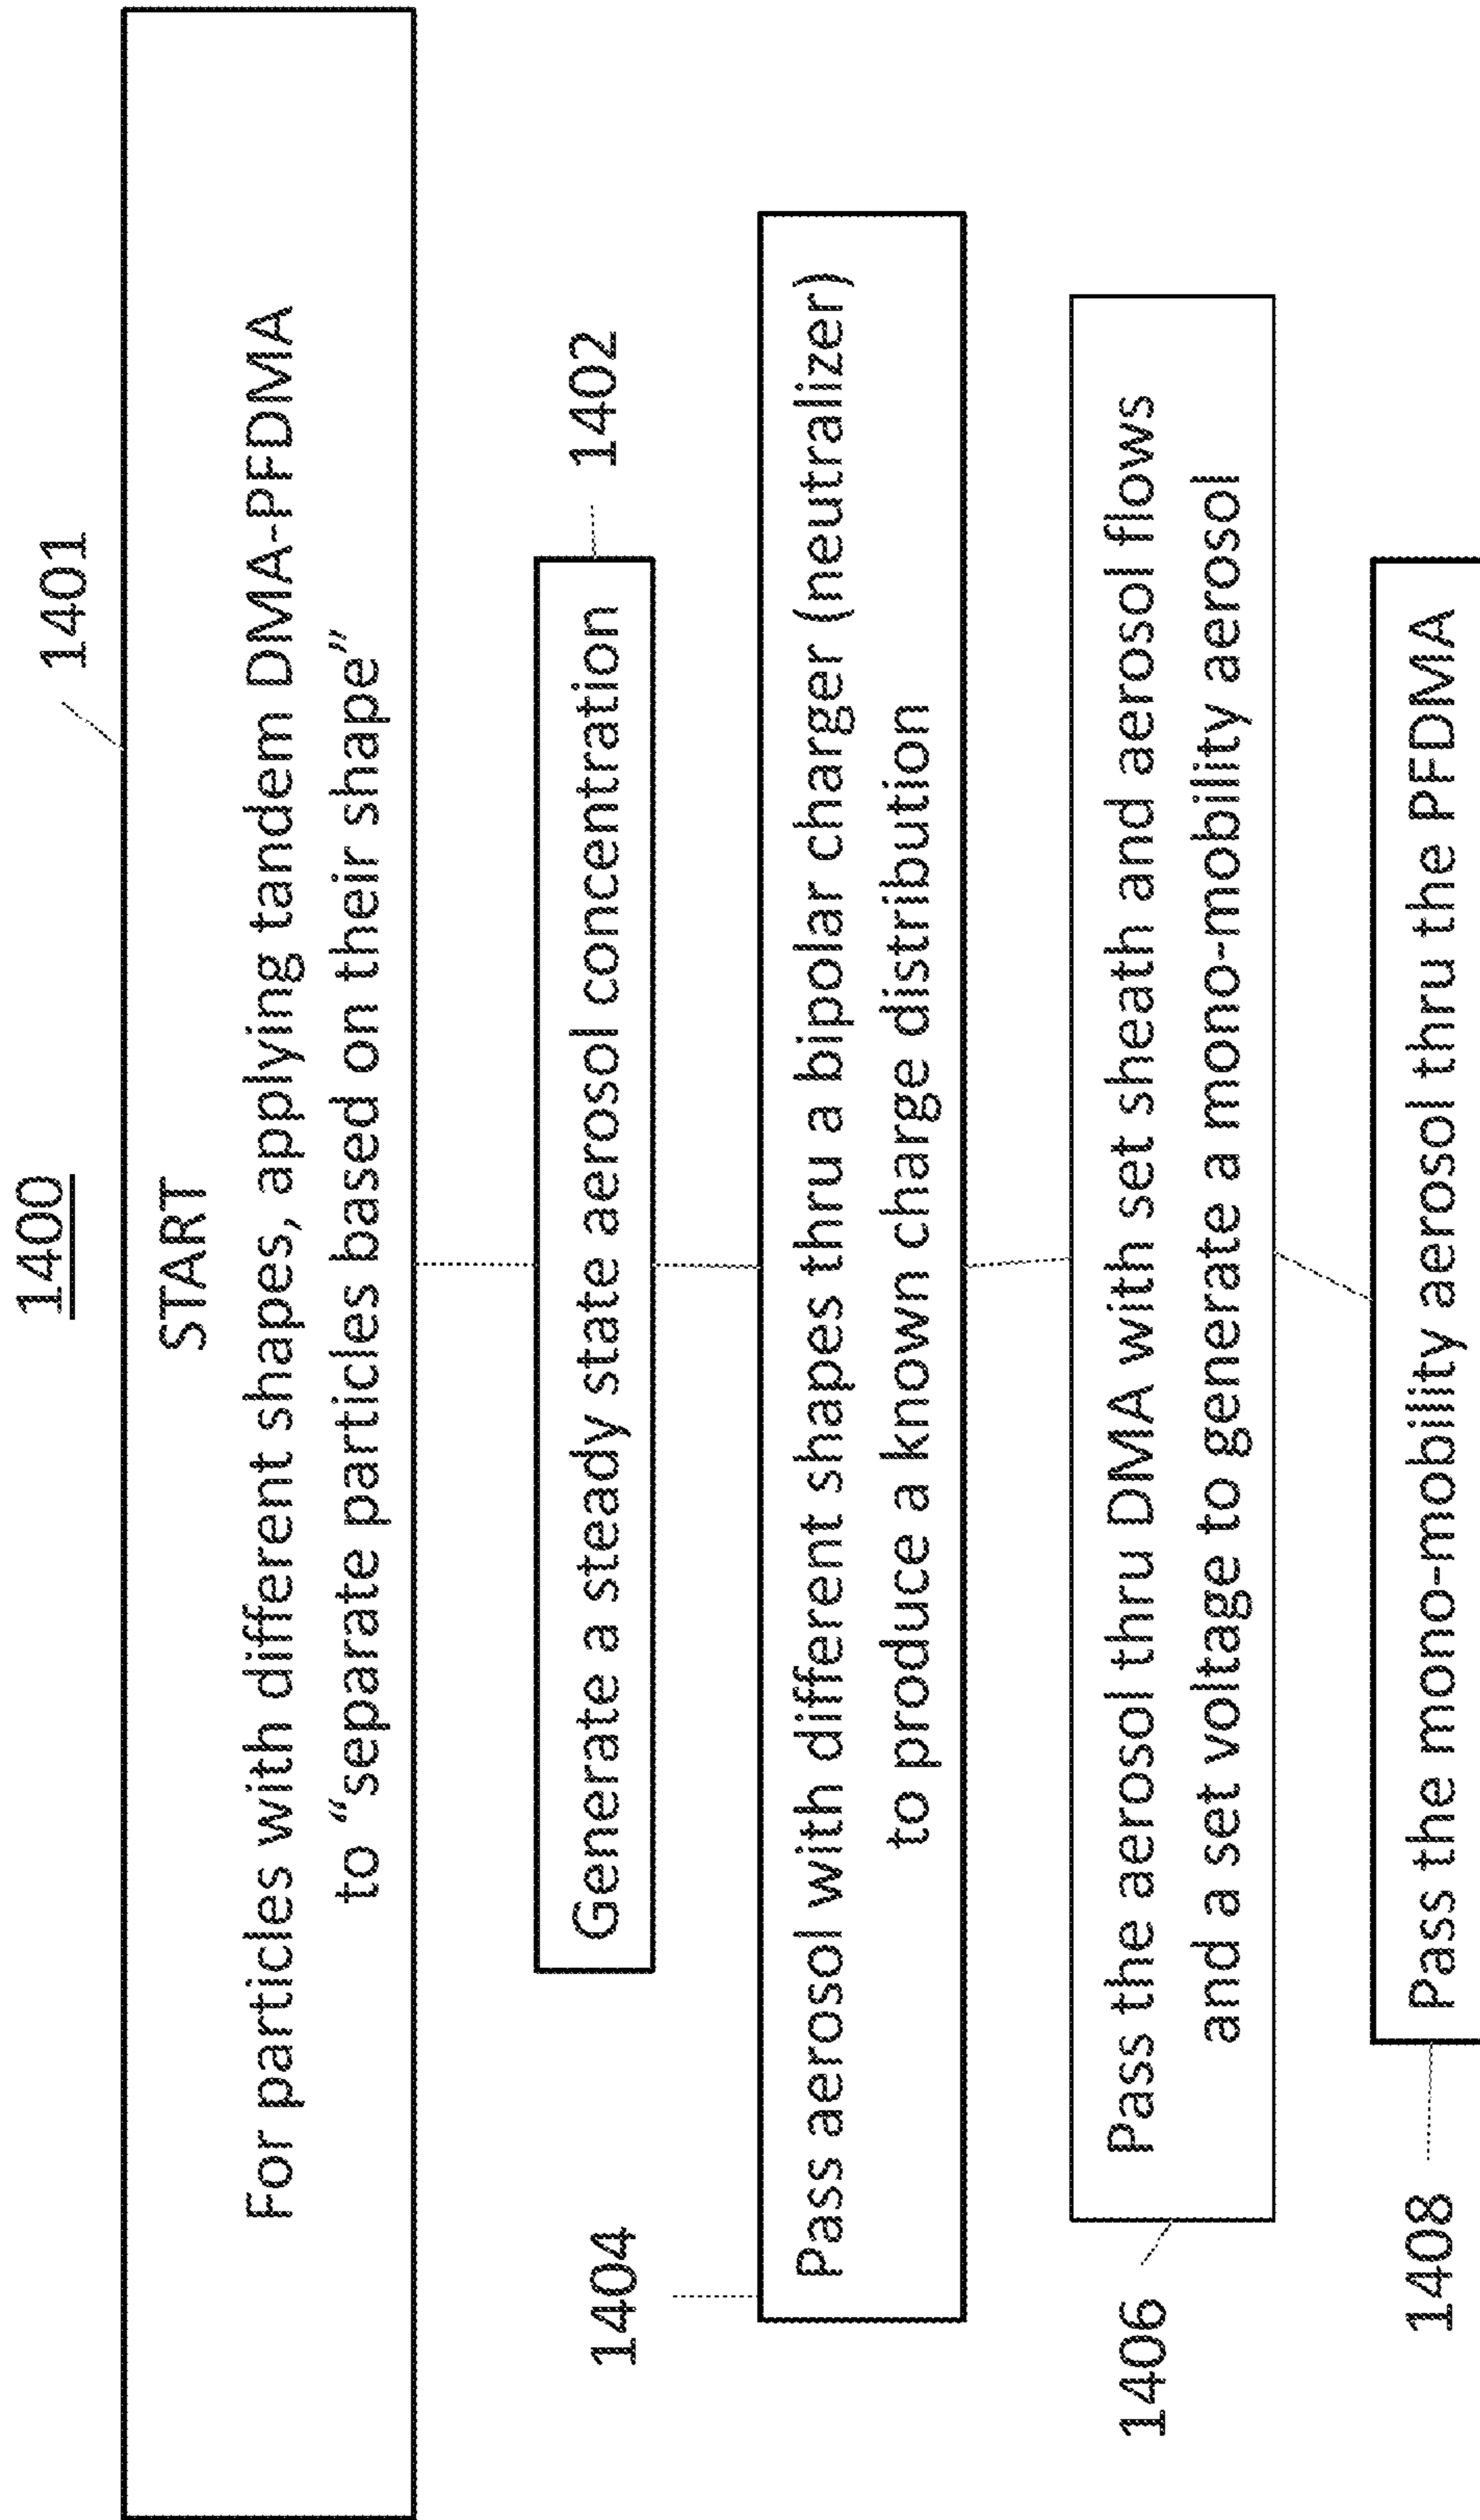 1400
1401
START
For particles with different shapes, applying tandem DMA-PFDMA
to “separate particles based on their shape”
1402
Generate a steady state aerosol concentration
1404
Pass aerosol with different shapes thru a bipolar charger (neutralizer)
to produce a known charge distribution
1406
Pass the aerosol thru DMA with set sheath and aerosol flows
and a set voltage to generate a mono-mobility aerosol
1408
Pass the mono-mobility aerosol thru the PFDMA